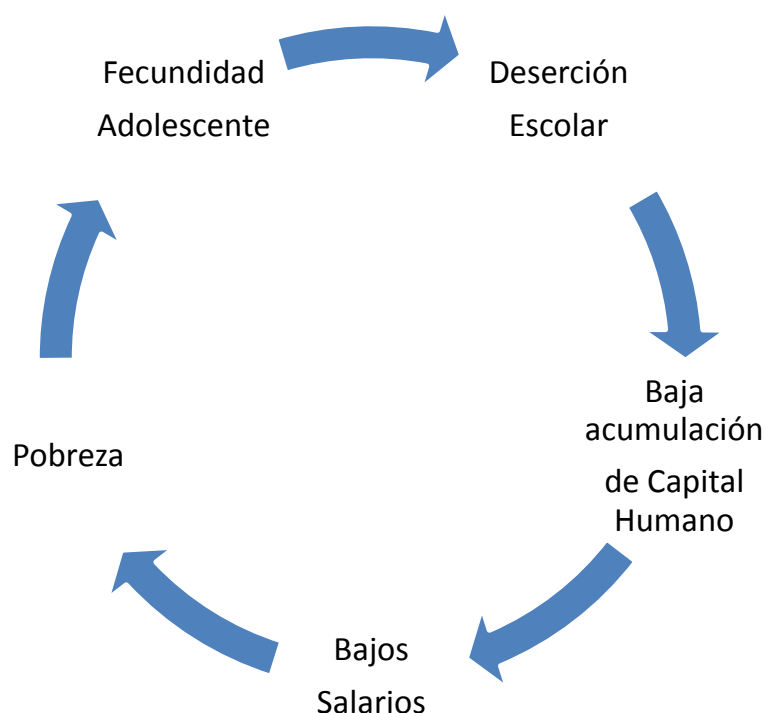 Fecundidad
Adolescente
Deserción
Escolar
Baja
acumulación
de Capital
Humano
Bajos
Salarios
Pobreza